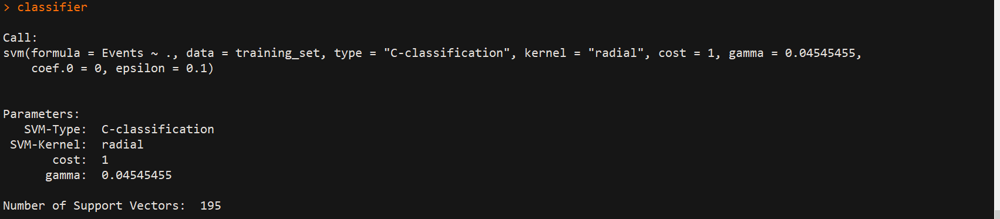 > classifier
Call:
svm(formula = Events ~ ., data = training_set, type = "C-classification", kernel = "radial", cost = 1, gamma = 0.04545455,
    coef.0 = 0, epsilon = 0.1)
Parameters:
   SVM-Type:  C-classification
 SVM-Kernel:  radial
       cost:  1
      gamma:  0.04545455
Number of Support Vectors:  195